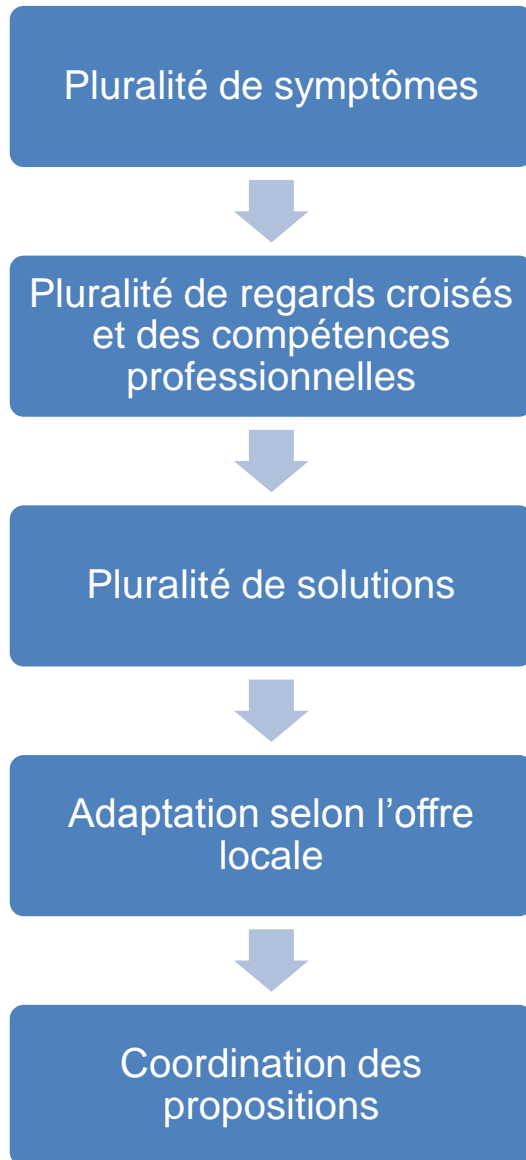 Pluralité de symptômes
Pluralité de regards croisés
et des compétences
professionnelles
Pluralité de solutions
Adaptation selon l’offre
locale
Coordination des
propositions